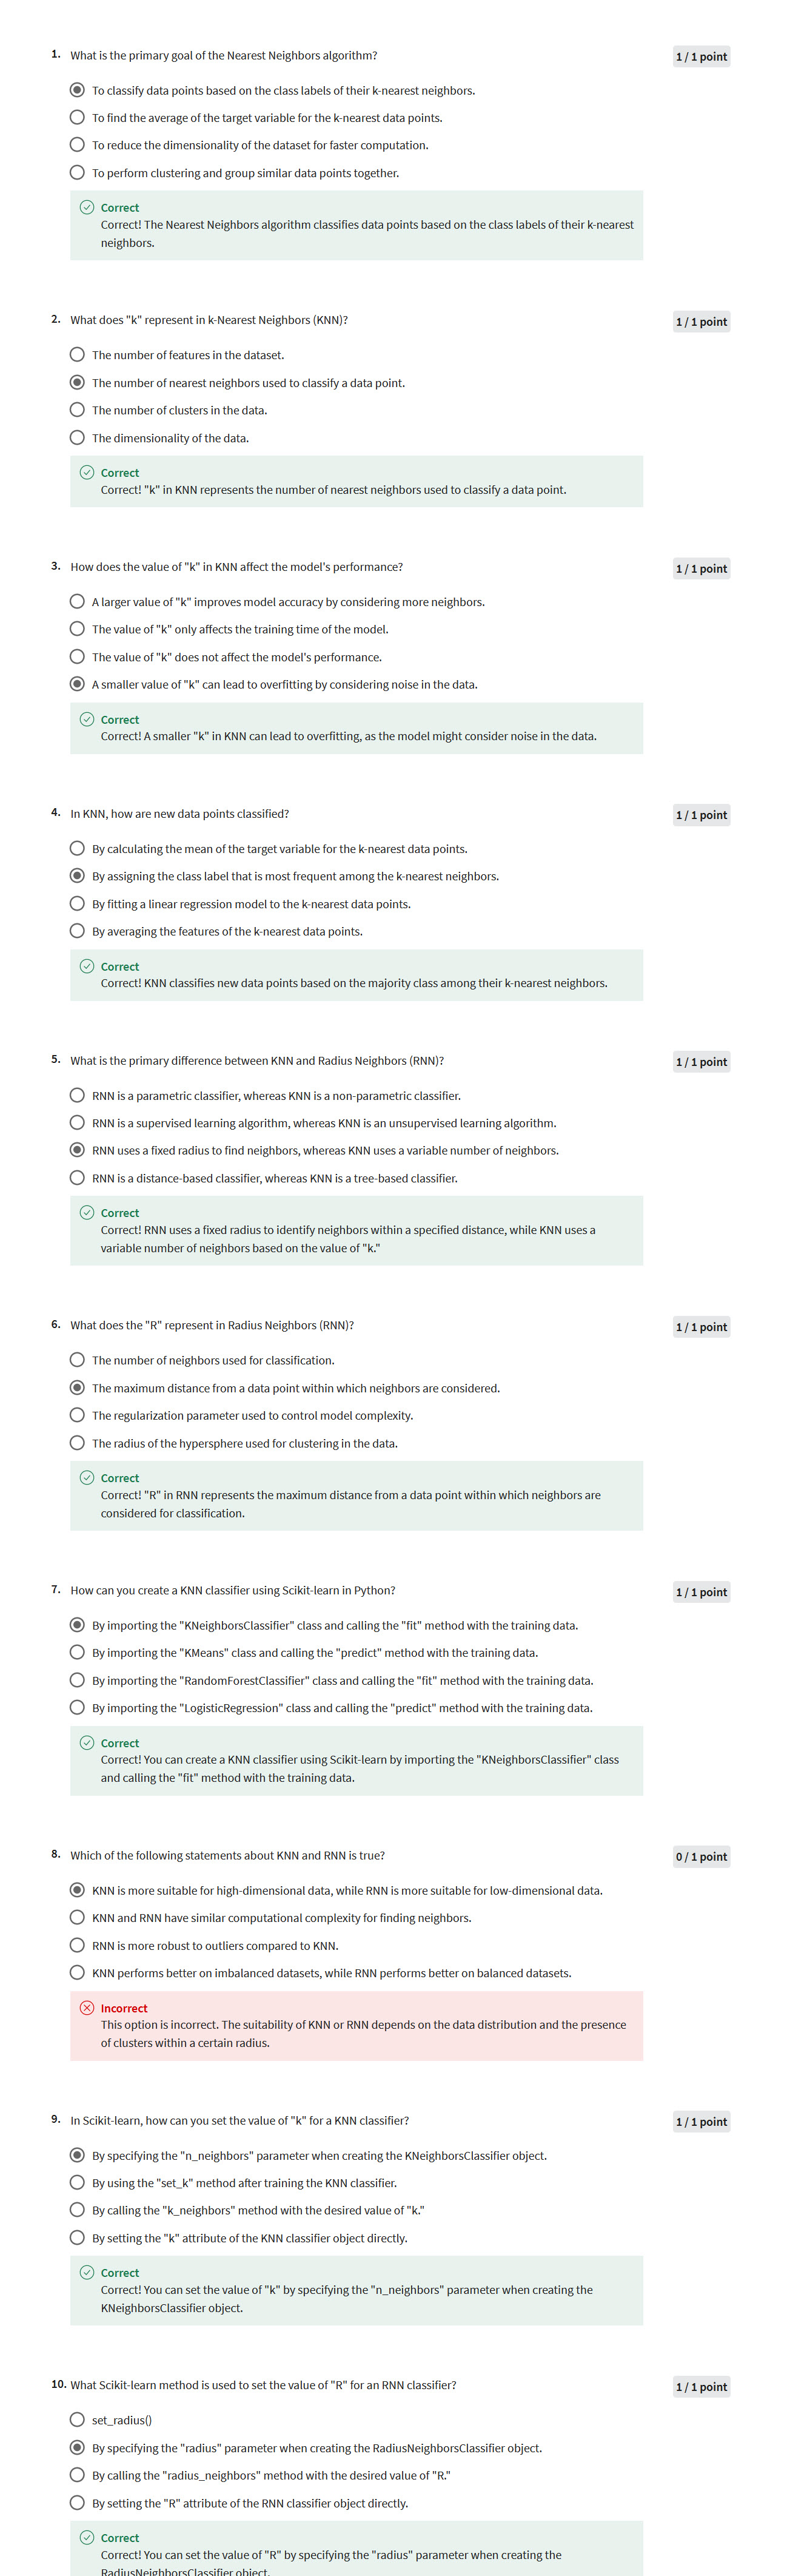 1. What is the primary goal of the Nearest Neighbors algorithm?
1 / 1 point
To classify data points based on the class labels of their k-nearest neighbors.
To find the average of the target variable for the k-nearest data points.
To reduce the dimensionality of the dataset for faster computation.
To perform clustering and group similar data points together.
Correct
Correct! The Nearest Neighbors algorithm classifies data points based on the class labels of their k-nearest
neighbors.
2. What does "k" represent in k-Nearest Neighbors (KNN)?
1 / 1 point
The number of features in the dataset.
The number of nearest neighbors used to classify a data point.
The number of clusters in the data.
The dimensionality of the data.
Correct
Correct! "k" in KNN represents the number of nearest neighbors used to classify a data point.
3. How does the value of "k" in KNN affect the model's performance?
1 / 1 point
A larger value of "k" improves model accuracy by considering more neighbors.
The value of "k" only affects the training time of the model.
The value of "k" does not affect the model's performance.
A smaller value of "k" can lead to overfitting by considering noise in the data.
Correct
Correct! A smaller "k" in KNN can lead to overfitting, as the model might consider noise in the data.
4. In KNN, how are new data points classified?
1 / 1 point
By calculating the mean of the target variable for the k-nearest data points.
By assigning the class label that is most frequent among the k-nearest neighbors.
By fitting a linear regression model to the k-nearest data points.
By averaging the features of the k-nearest data points.
Correct
Correct! KNN classifies new data points based on the majority class among their k-nearest neighbors.
5. What is the primary difference between KNN and Radius Neighbors (RNN)?
1 / 1 point
RNN is a parametric classifier, whereas KNN is a non-parametric classifier.
RNN is a supervised learning algorithm, whereas KNN is an unsupervised learning algorithm.
RNN uses a fixed radius to find neighbors, whereas KNN uses a variable number of neighbors.
RNN is a distance-based classifier, whereas KNN is a tree-based classifier.
Correct
Correct! RNN uses a fixed radius to identify neighbors within a specified distance, while KNN uses a
variable number of neighbors based on the value of "k."
6. What does the "R" represent in Radius Neighbors (RNN)?
1 / 1 point
The number of neighbors used for classification.
The maximum distance from a data point within which neighbors are considered.
The regularization parameter used to control model complexity.
The radius of the hypersphere used for clustering in the data.
Correct
Correct! "R" in RNN represents the maximum distance from a data point within which neighbors are
considered for classification.
7. How can you create a KNN classifier using Scikit-learn in Python?
1 / 1 point
By importing the "KNeighborsClassifier" class and calling the "fit" method with the training data.
By importing the "KMeans" class and calling the "predict" method with the training data.
By importing the "RandomForestClassifier" class and calling the "fit" method with the training data.
By importing the "LogisticRegression" class and calling the "predict" method with the training data.
Correct
Correct! You can create a KNN classifier using Scikit-learn by importing the "KNeighborsClassifier" class
and calling the "fit" method with the training data.
8. Which of the following statements about KNN and RNN is true?
0 / 1 point
KNN is more suitable for high-dimensional data, while RNN is more suitable for low-dimensional data.
KNN and RNN have similar computational complexity for finding neighbors.
RNN is more robust to outliers compared to KNN.
KNN performs better on imbalanced datasets, while RNN performs better on balanced datasets.
Incorrect
This option is incorrect. The suitability of KNN or RNN depends on the data distribution and the presence
of clusters within a certain radius.
9. In Scikit-learn, how can you set the value of "k" for a KNN classifier?
1 / 1 point
By specifying the "n_neighbors" parameter when creating the KNeighborsClassifier object.
By using the "set_k" method after training the KNN classifier.
By calling the "k_neighbors" method with the desired value of "k."
By setting the "k" attribute of the KNN classifier object directly.
Correct
Correct! You can set the value of "k" by specifying the "n_neighbors" parameter when creating the
KNeighborsClassifier object.
10. What Scikit-learn method is used to set the value of "R" for an RNN classifier?
1 / 1 point
set_radius()
By specifying the "radius" parameter when creating the RadiusNeighborsClassifier object.
By calling the "radius_neighbors" method with the desired value of "R."
By setting the "R" attribute of the RNN classifier object directly.
Correct
Correct! You can set the value of "R" by specifying the "radius" parameter when creating the
RadiusNeighborsClassifier object.